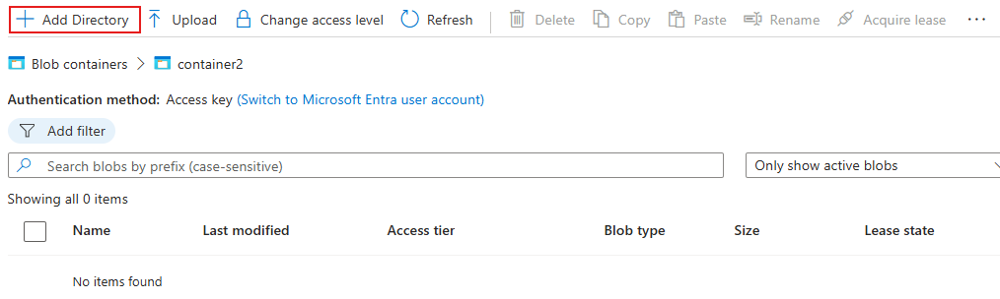 Add Directory Upload Change access level Refresh Delete Copy Paste Rename Acquire lease ...
Blob containers > container2
Authentication method: Access key (Switch to Microsoft Entra user account)
Add filter
Search blobs by prefix (case-sensitive) Only show active blobs
Showing all 0 items
Name Last modified Access tier Blob type Size Lease state
No items found